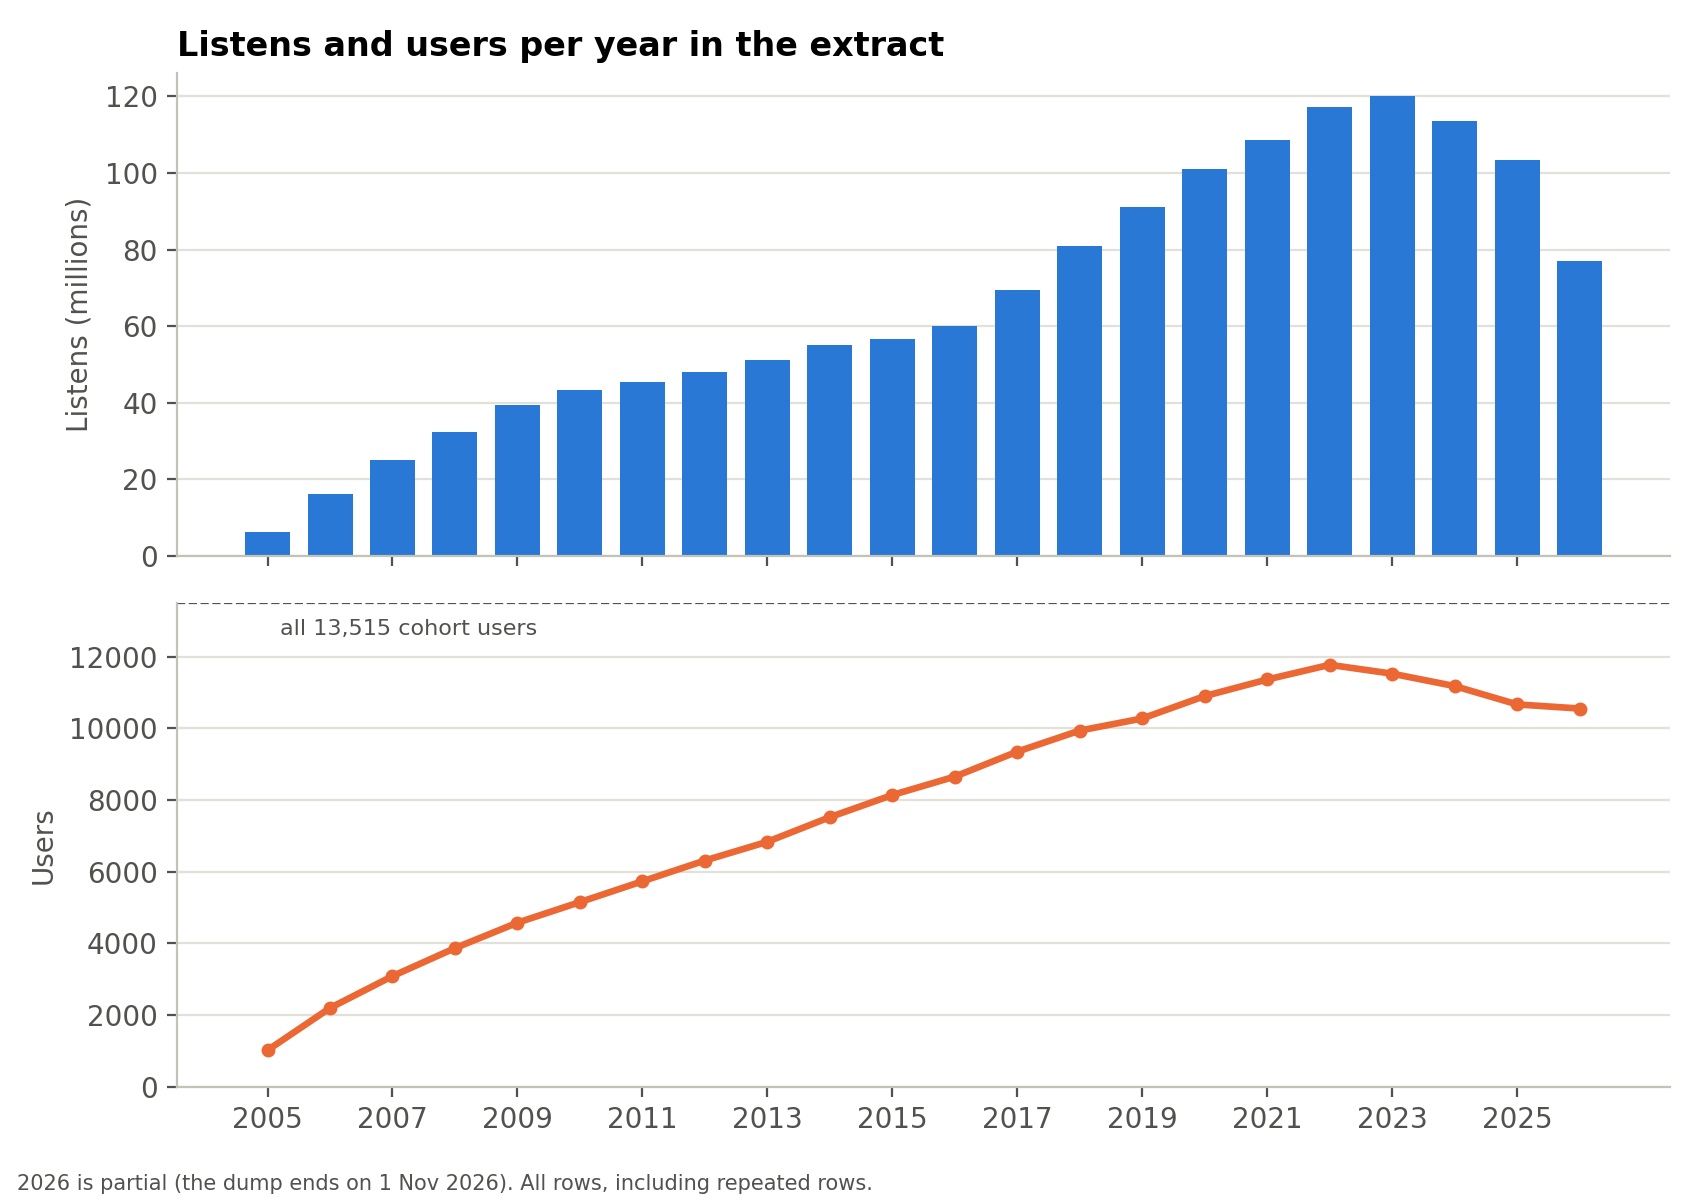 Listens and users per year in the extract
Listens (millions)
120
100
80
60
40
20
0
all 13,515 cohort users
Users
12000
10000
8000
6000
4000
2000
0
2005 2007 2009 2011 2013 2015 2017 2019 2021 2023 2025
2026 is partial (the dump ends on 1 Nov 2026). All rows, including repeated rows.